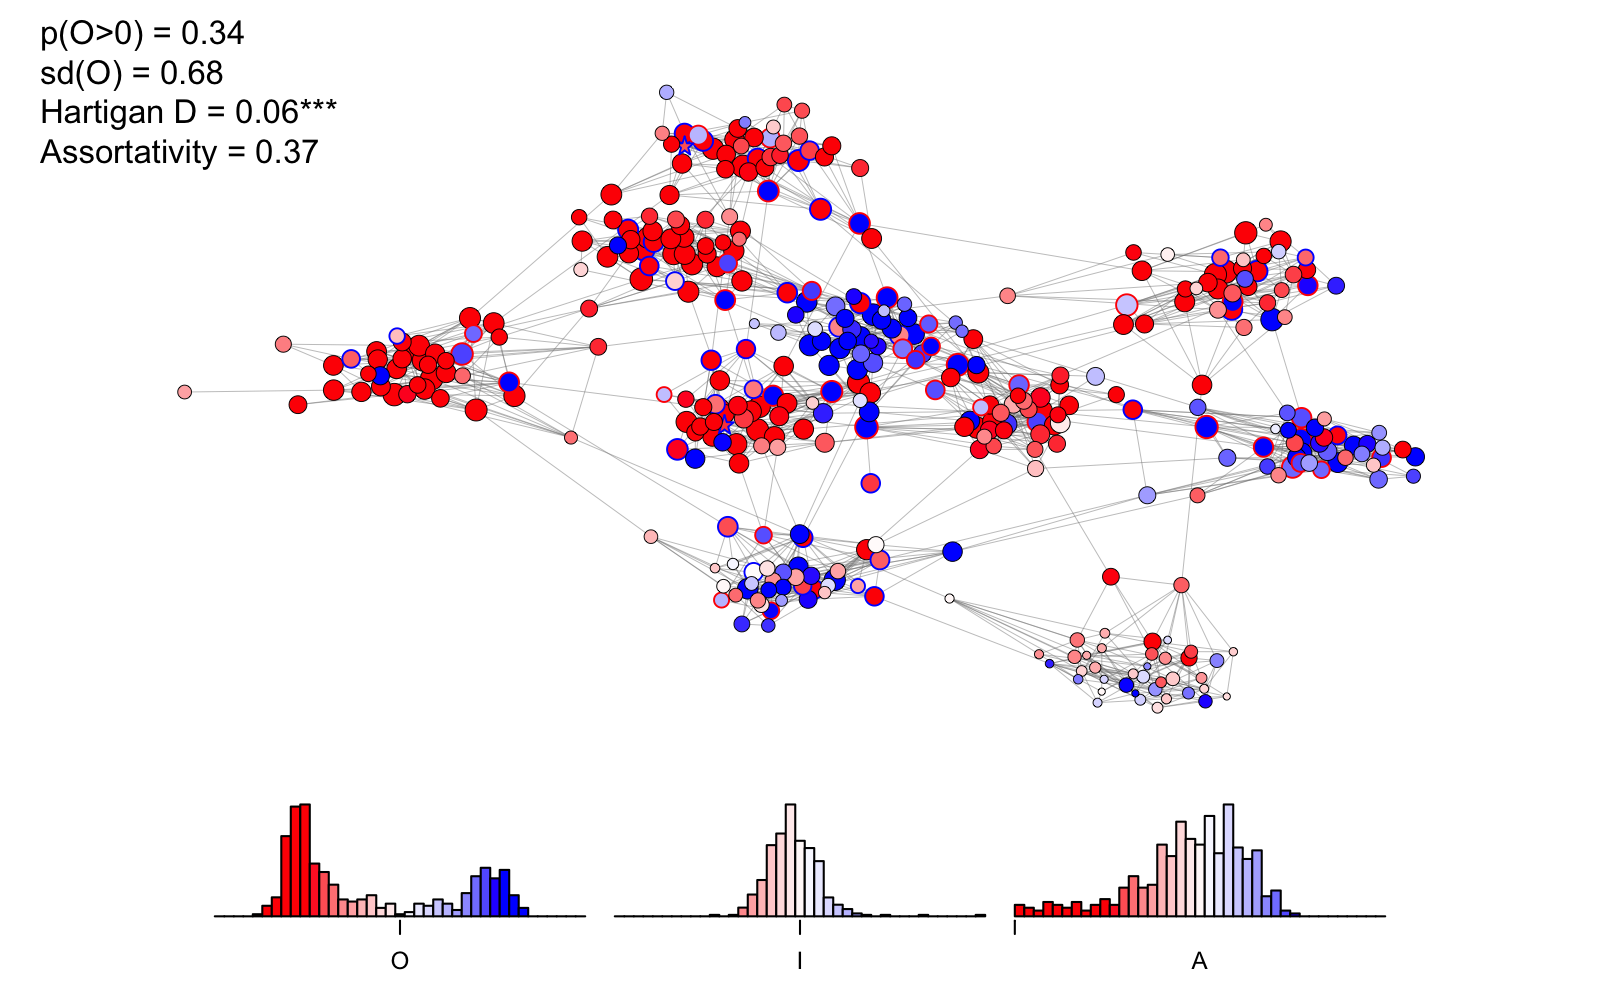 p(O>0) = 0.34
sd(O) = 0.68
Hartigan D = 0.06***
Assortativity = 0.37
O
I
A